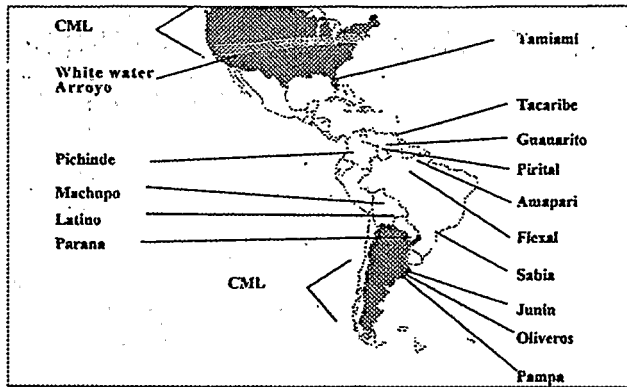 CML
White water
Arroyo
Pichinde
Machupo
Latino
Parana
CML
Tamiami
Tacaribe
Guanarito
Pirital
Amapari
Flexal
Sabia
Junin
Oliveros
Pampa